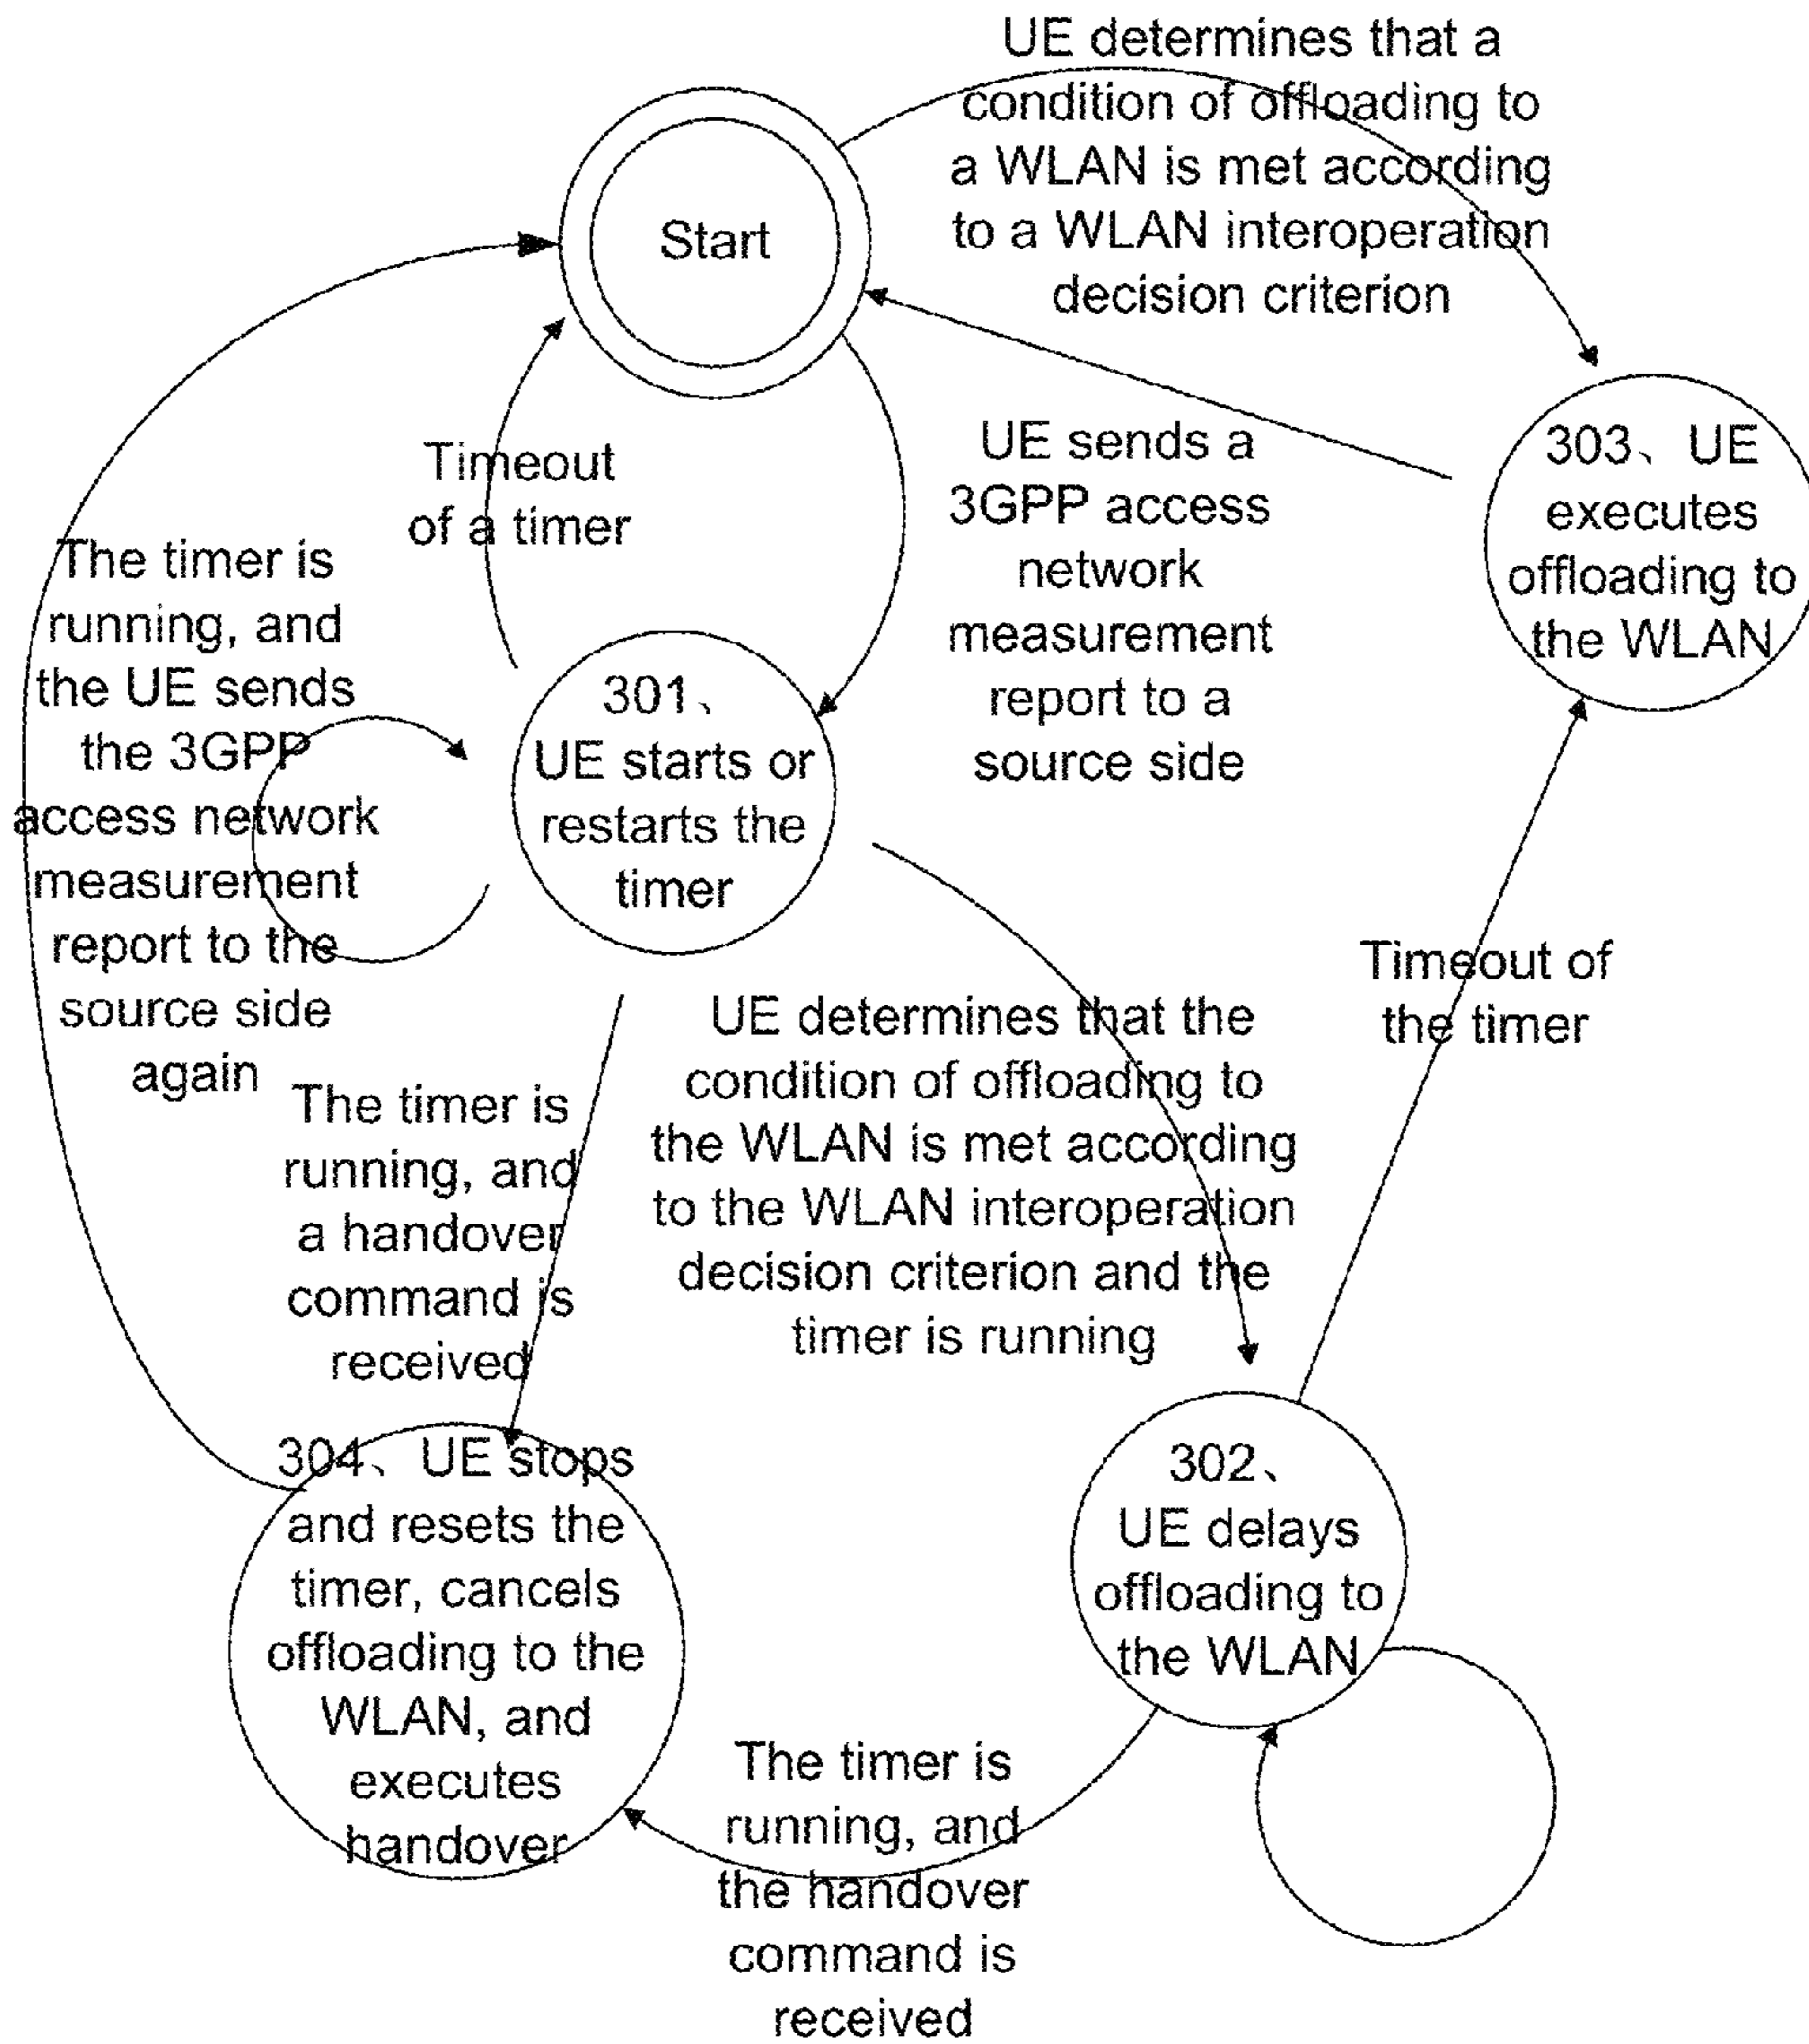 UE determines that a
condition of offloading to
a WLAN is met according
to a WLAN interoperation
decision criterion
Start
Timeout
of a timer
UE sends a
3GPP access
network
measurement
report to a
source side
303、UE
executes
offloading to
the WLAN
The timer is
running, and
the UE sends
the 3GPP
access network
measurement
report to the
source side
again
301、
UE starts or
restarts the
timer
Timeout of
the timer
UE determines that the
condition of offloading to
the WLAN is met according
to the WLAN interoperation
decision criterion and the
timer is running
The timer is
running, and
a handover
command is
received
304、UE stops
and resets the
timer, cancels
offloading to the
WLAN, and
executes
handover
302、
UE delays
offloading to
the WLAN
The timer is
running, and
the handover
command is
received